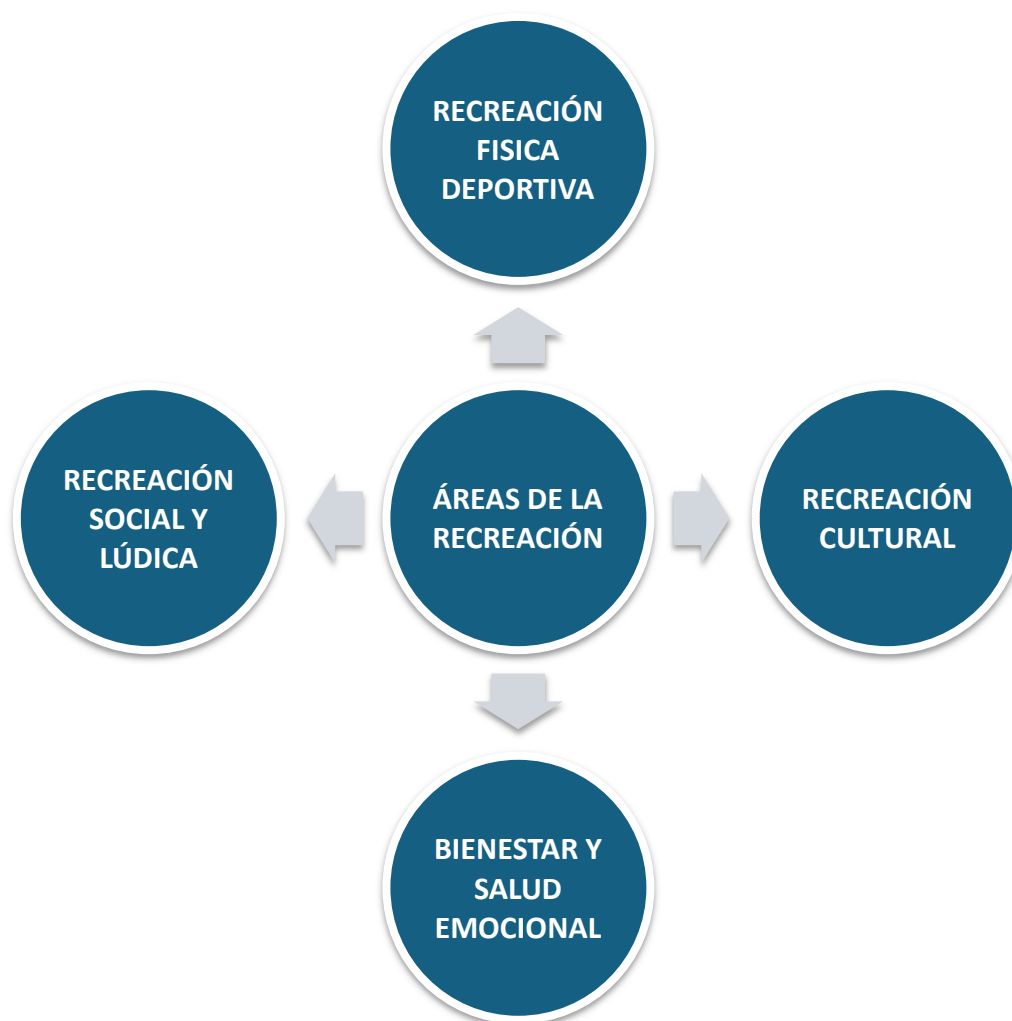 RECREACIÓN
FISICA
DEPORTIVA
RECREACIÓN
SOCIAL Y
LÚDICA
ÁREAS DE LA
RECREACIÓN
RECREACIÓN
CULTURAL
BIENESTAR Y
SALUD
EMOCIONAL